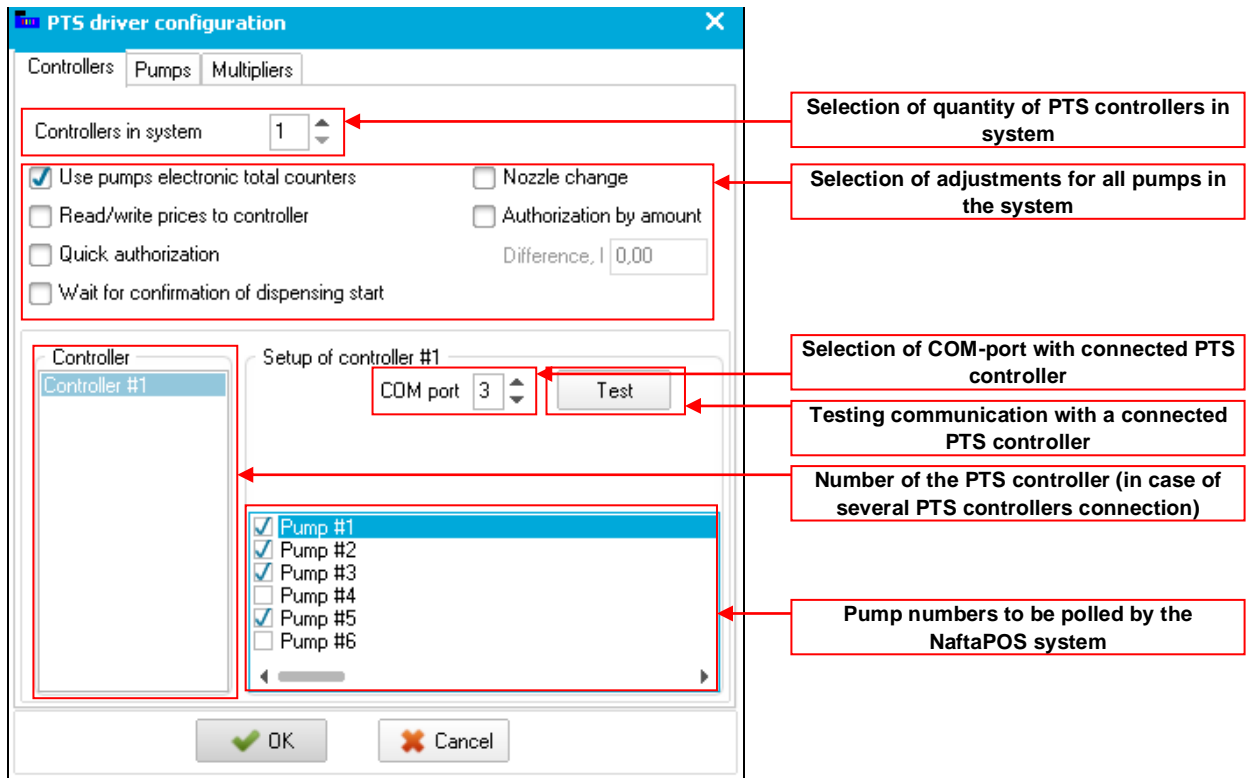 PTS driver configuration
Controllers Pumps Multipliers
Controllers in system 1
Selection of quantity of PTS controllers in
system
Use pumps electronic total counters Nozzle change
Read/write prices to controller Authorization by amount
Quick authorization Difference, l 0,00
Wait for confirmation of dispensing start
Selection of adjustments for all pumps in
the system
Controller
Controller #1
Setup of controller #1
COM port 3 Test
Selection of COM-port with connected PTS
controller
Testing communication with a connected
PTS controller
Number of the PTS controller (in case of
several PTS controllers connection)
Pump #1
Pump #2
Pump #3
Pump #4
Pump #5
Pump #6
Pump numbers to be polled by the
NaftaPOS system
OK Cancel